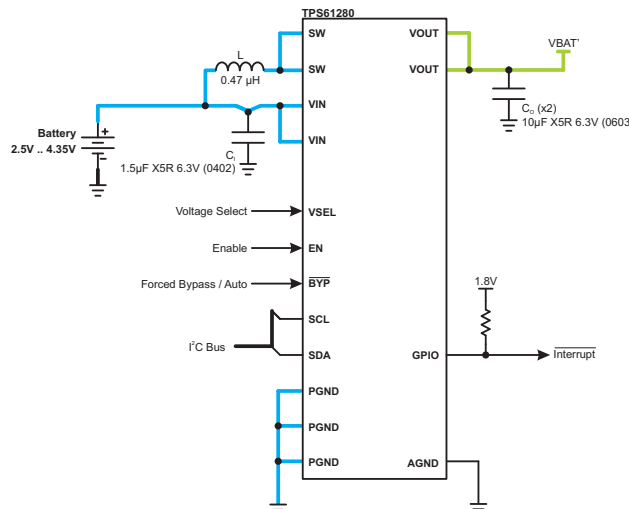 TPS61280
SW
VOUT
L
0.47 µH
SW
VOUT
VBAT'
VIN
Battery
+
2.5V .. 4.35V
-
VIN
C_I
1.5µF X5R 6.3V (0402)
C_O (x2)
10µF X5R 6.3V (0603
Voltage Select
VSEL
Enable
EN
Forced Bypass / Auto
BYP
1.8V
SCL
I²C Bus
SDA
GPIO
Interrupt
PGND
PGND
PGND
AGND